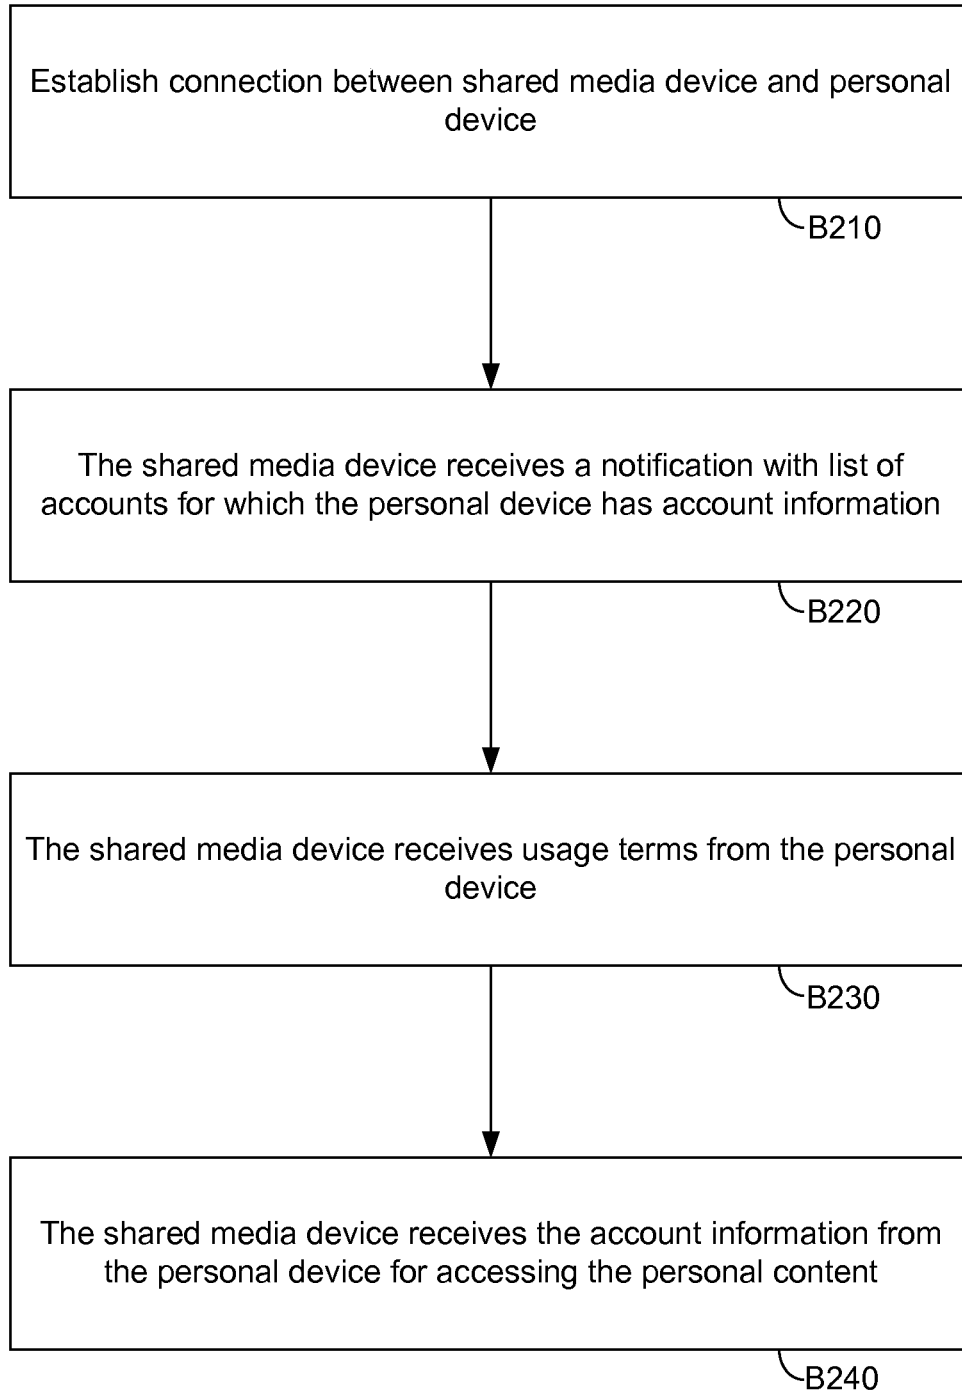 Establish connection between shared media device and personal
device
B210
The shared media device receives a notification with list of
accounts for which the personal device has account information
B220
The shared media device receives usage terms from the personal
device
B230
The shared media device receives the account information from
the personal device for accessing the personal content
B240